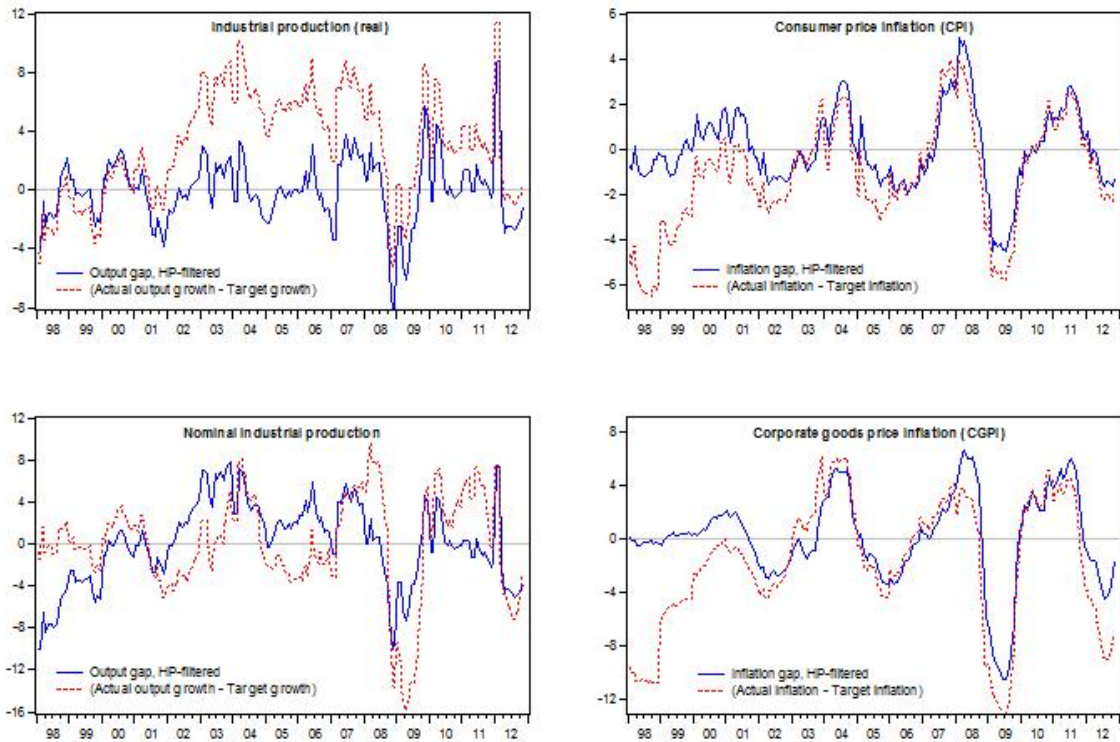 Industrial production (real)
12
8
4
0
-4
-8
Output gap, HP-filtered
(Actual output growth - Target growth)
98 99 00 01 02 03 04 05 06 07 08 09 10 11 12
Consumer price inflation (CPI)
6
4
2
0
-2
-4
-6
Inflation gap, HP-filtered
(Actual inflation - Target inflation)
98 99 00 01 02 03 04 05 06 07 08 09 10 11 12
Nominal industrial production
12
8
4
0
-4
-8
-12
-16
Output gap, HP-filtered
(Actual output growth - Target growth)
98 99 00 01 02 03 04 05 06 07 08 09 10 11 12
Corporate goods price inflation (CGPI)
8
4
0
-4
-8
-12
Inflation gap, HP-filtered
(Actual inflation - Target inflation)
98 99 00 01 02 03 04 05 06 07 08 09 10 11 12